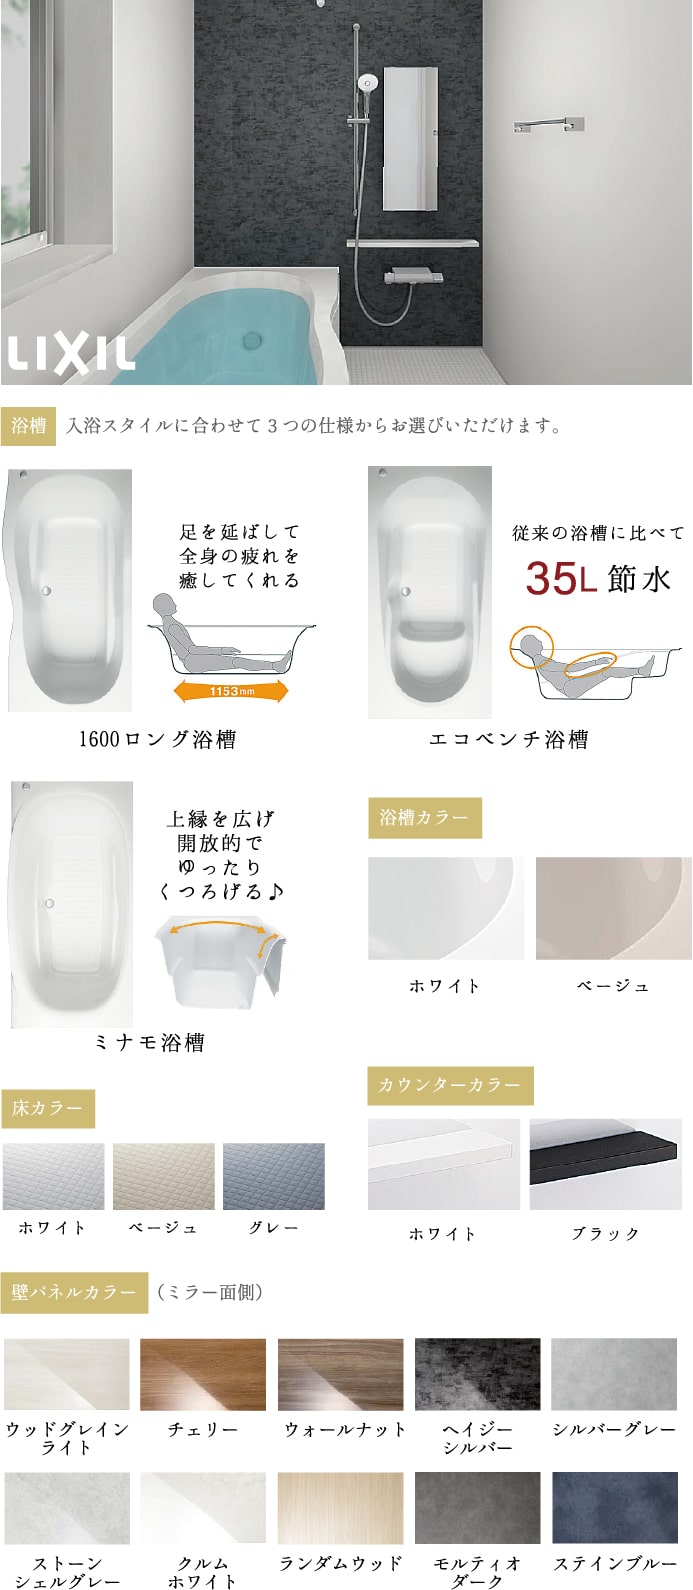 LIXIL
浴槽 入浴スタイルに合わせて3つの仕様からお選びいただけます。
足を延ばして
全身の疲れを
癒してくれる
1153mm
1600ロング浴槽
従来の浴槽に比べて
35L節水
エコベンチ浴槽
上縁を広げ
開放的で
ゆったり
くつろげる♪
ミナモ浴槽
浴槽カラー
ホワイト
ベージュ
床カラー
ホワイト
ベージュ
グレー
カウンターカラー
ホワイト
ブラック
壁パネルカラー（ミラー面側）
ウッドグレイン
ライト
チェリー
ウォールナット
ヘイジー
シルバー
シルバーグレー
ストーン
シェルグレー
クルム
ホワイト
ランダムウッド
モルティオ
ダーク
ステインブルー